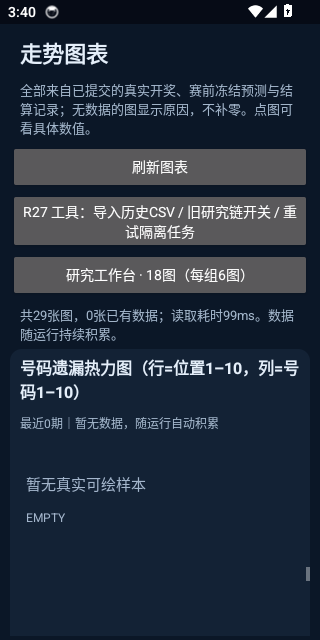 3:40
走势图表
全部来自已提交的真实开奖、赛前冻结预测与结
算记录；无数据的图显示原因，不补零。点图可
看具体数值。
刷新图表
R27 工具：导入历史CSV / 旧研究链开关 / 重
试隔离任务
研究工作台 · 18图（每组6图）
共29张图，0张已有数据；读取耗时99ms。数据
随运行持续积累。
号码遗漏热力图（行=位置1–10，列=号
码1–10）
最近0期｜暂无数据，随运行自动积累
暂无真实可绘样本
EMPTY